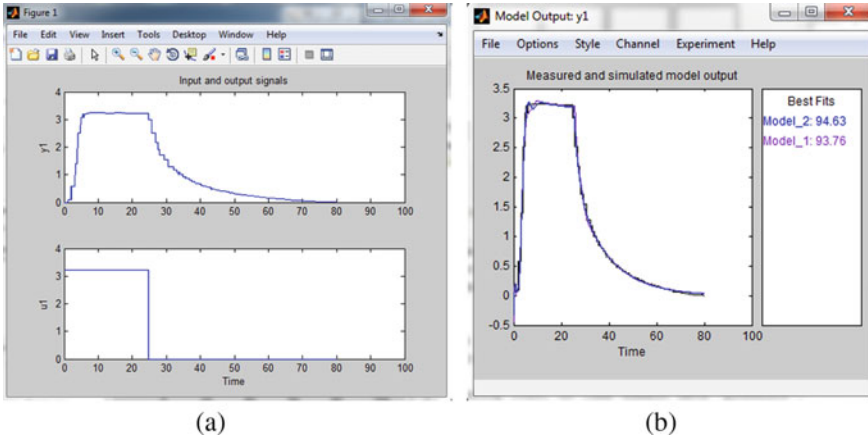 Figure 1
File Edit View Insert Tools Desktop Window Help
Input and output signals
4
3
2
1
0
y1
0 10 20 30 40 50 60 70 80 90 100
4
3
2
1
0
u1
0 10 20 30 40 50 60 70 80 90 100
Time
(a)
Model Output: y1
File Options Style Channel Experiment Help
Measured and simulated model output
3.5
3
2.5
2
1.5
1
0.5
0
-0.5
0 20 40 60 80 100
Time
Best Fits
Model_2: 94.63
Model_1: 93.76
(b)